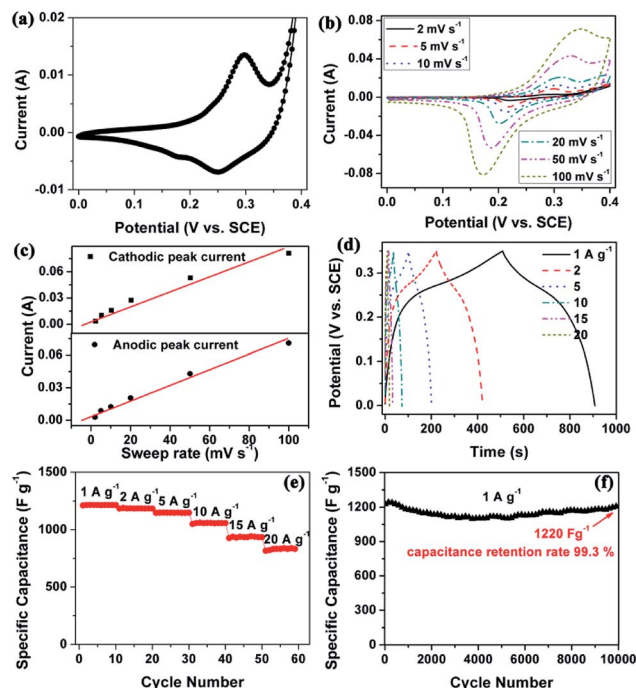 (a)
0.02
0.01
0.00
-0.01
Current (A)
0.0 0.1 0.2 0.3 0.4
Potential (V vs. SCE)
(b)
0.08
0.04
0.00
-0.04
-0.08
Current (A)
2 mV s-1
5 mV s-1
10 mV s-1
20 mV s-1
50 mV s-1
100 mV s-1
0.0 0.1 0.2 0.3 0.4
Potential (V vs. SCE)
(c)
Cathodic peak current
0.06
0.03
0.00
Anodic peak current
0.06
0.03
0.00
Current (A)
0 20 40 60 80 100
Sweep rate (mV s-1)
(d)
0.3
0.2
0.1
0.0
Potential (V vs. SCE)
1 A g-1
2
5
10
15
20
0 200 400 600 800 1000
Time (s)
(e)
1500
1250
1000
750
500
250
0
Specific Capacitance (F g-1)
1 A g-1
2 A g-1
5 A g-1
10 A g-1
15 A g-1
20 A g-1
0 10 20 30 40 50 60
Cycle Number
(f)
1500
1200
900
600
300
0
Specific Capacitance (F g-1)
1 A g-1
1220 Fg-1
capacitance retention rate 99.3 %
0 2000 4000 6000 8000 10000
Cycle Number